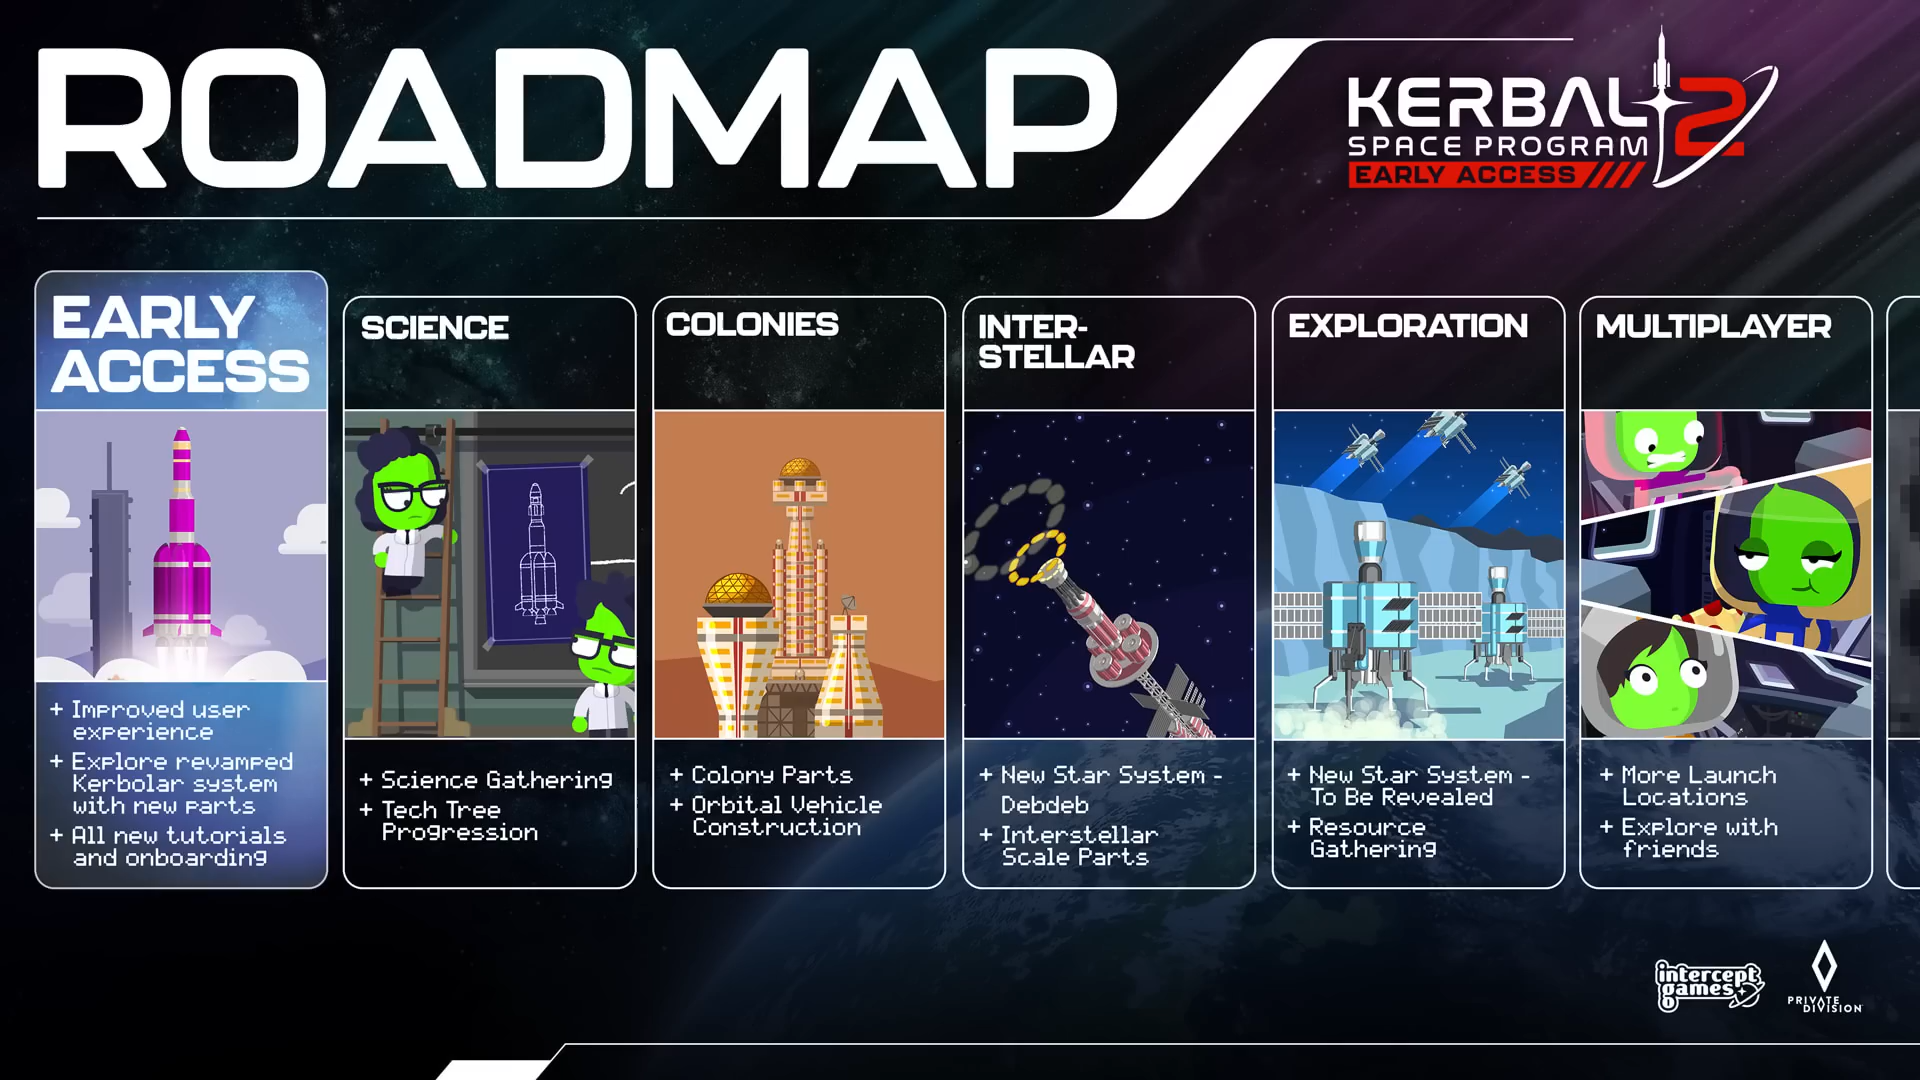 ROADMAP
KERBAL
2
SPACE PROGRAM
EARLY ACCESS
EARLY
ACCESS
+ Improved user
experience
+ Explore revamped
Kerbolar system
with new parts
+ All new tutorials
and onboarding
SCIENCE
+ Science Gathering
+ Tech Tree
Progression
COLONIES
+ Colony Parts
+ Orbital Vehicle
Construction
INTER-
STELLAR
+ New Star System -
Debdeb
+ Interstellar
Scale Parts
EXPLORATION
+ New Star System -
To Be Revealed
+ Resource
Gathering
MULTIPLAYER
+ More Launch
Locations
+ Explore with
friends
intercept
games
PRIVATE
DIVISION